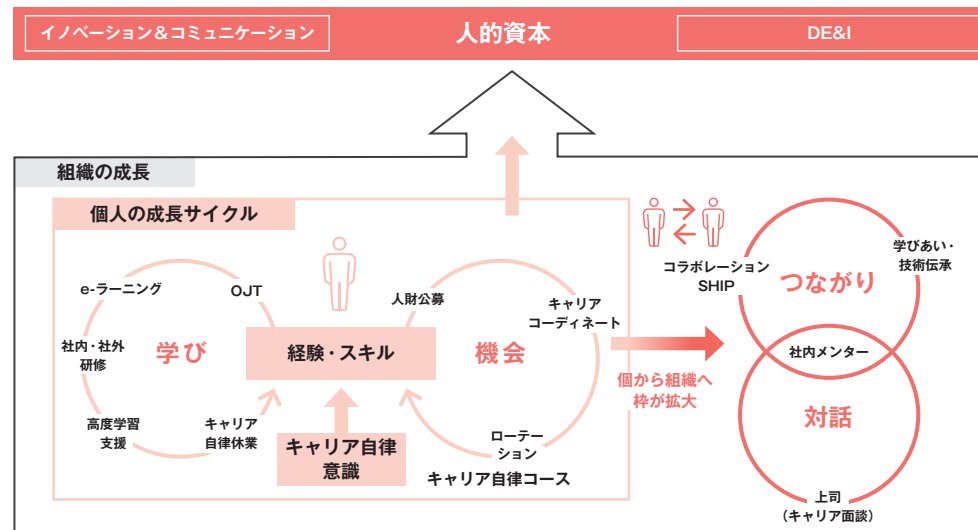 イノベーション&コミュニケーション
人的資本
DE&I
組織の成長
個人の成長サイクル
e-ラーニング
OJT
社内・社外
研修
学び
高度学習
支援
キャリア
自律休業
経験・スキル
キャリア自律
意識
人財公募
機会
キャリア
コーディネート
ローテー
ション
キャリア自律コース
個から組織へ
枠が拡大
コラボレーション
SHIP
つながり
学びあい・
技術伝承
社内メンター
対話
上司
(キャリア面談)